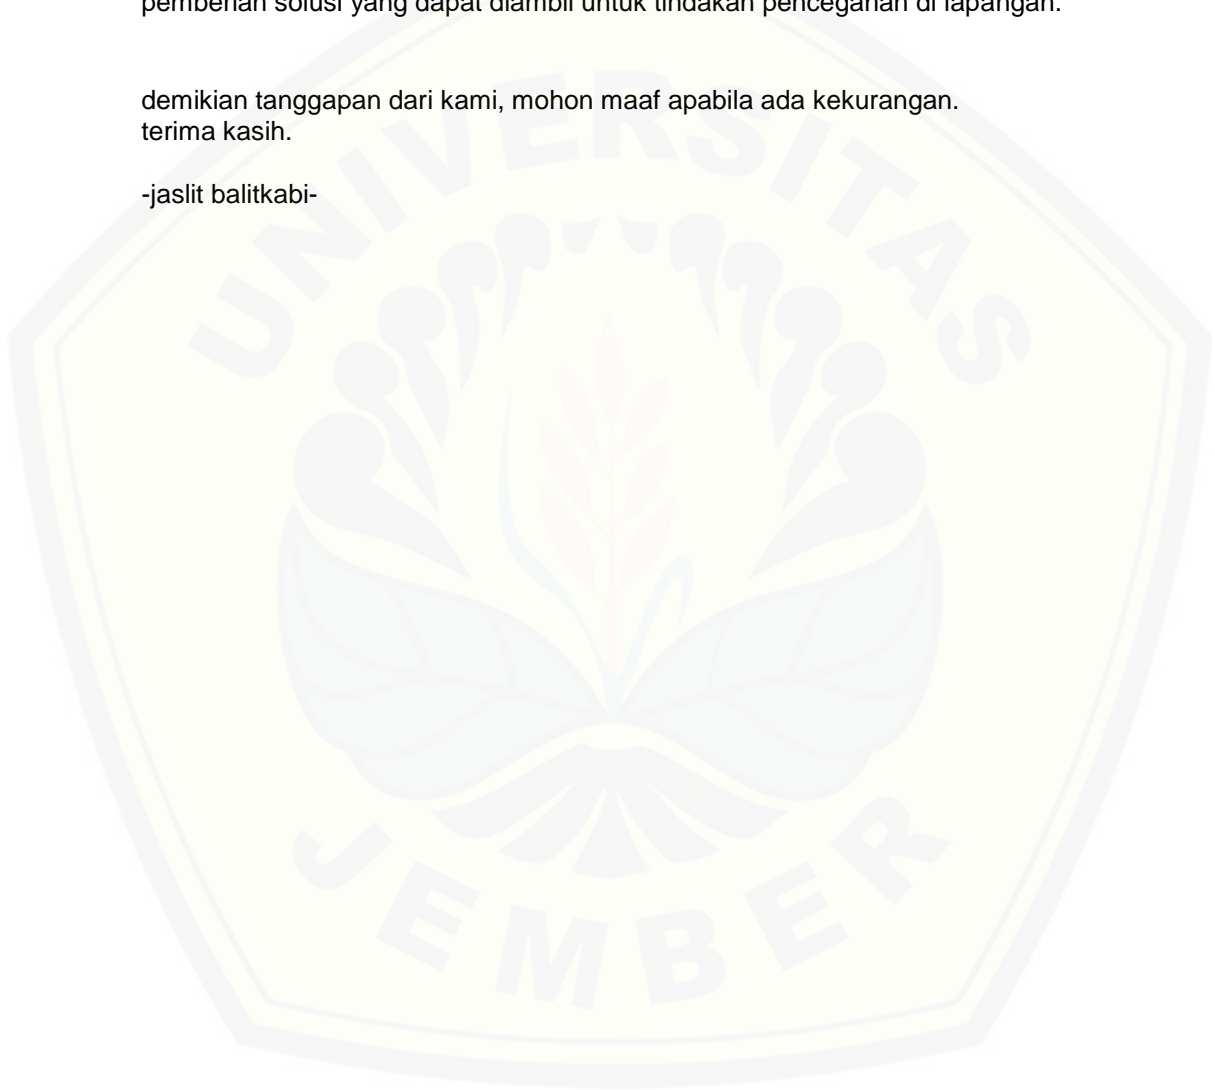 pemberian solusi yang dapat diambil untuk tindakan pencegahan di lapangan.
demikian tanggapan dari kami, mohon maaf apabila ada kekurangan.
terima kasih.
-jaslit balitkabi-
UNIVERSITAS
JEMBER